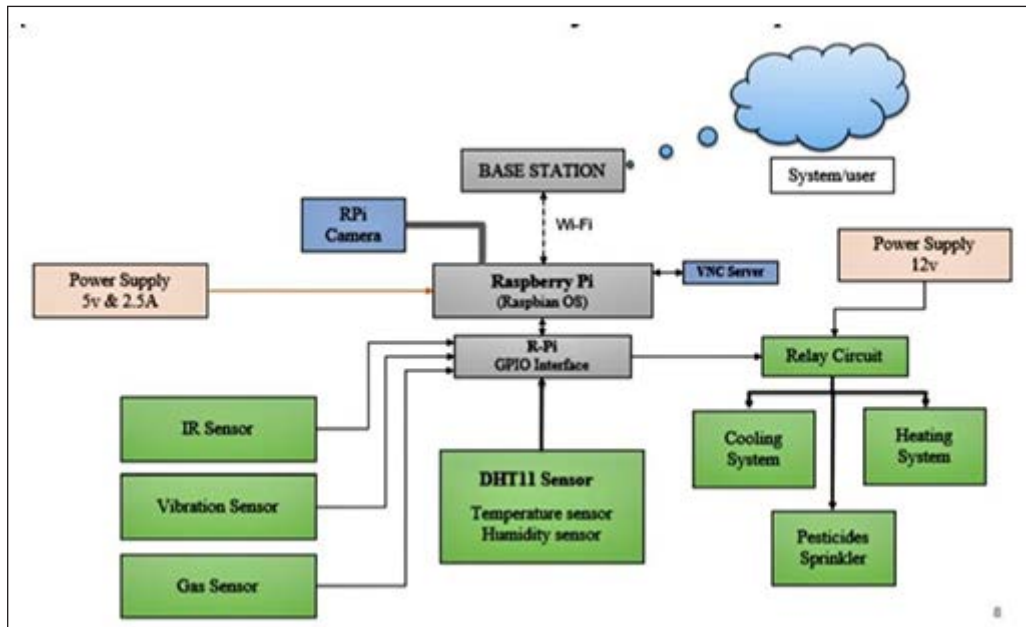 BASE STATION
System/user
RPi
Camera
Wi-Fi
Power Supply
12v
Power Supply
5v & 2.5A
Raspberry Pi
(Raspbian OS)
VNC Server
R-Pi
GPIO Interface
Relay Circuit
IR Sensor
Cooling
System
Heating
System
DHT11 Sensor
Temperature sensor
Humidity sensor
Vibration Sensor
Pesticides
Sprinkler
Gas Sensor
8